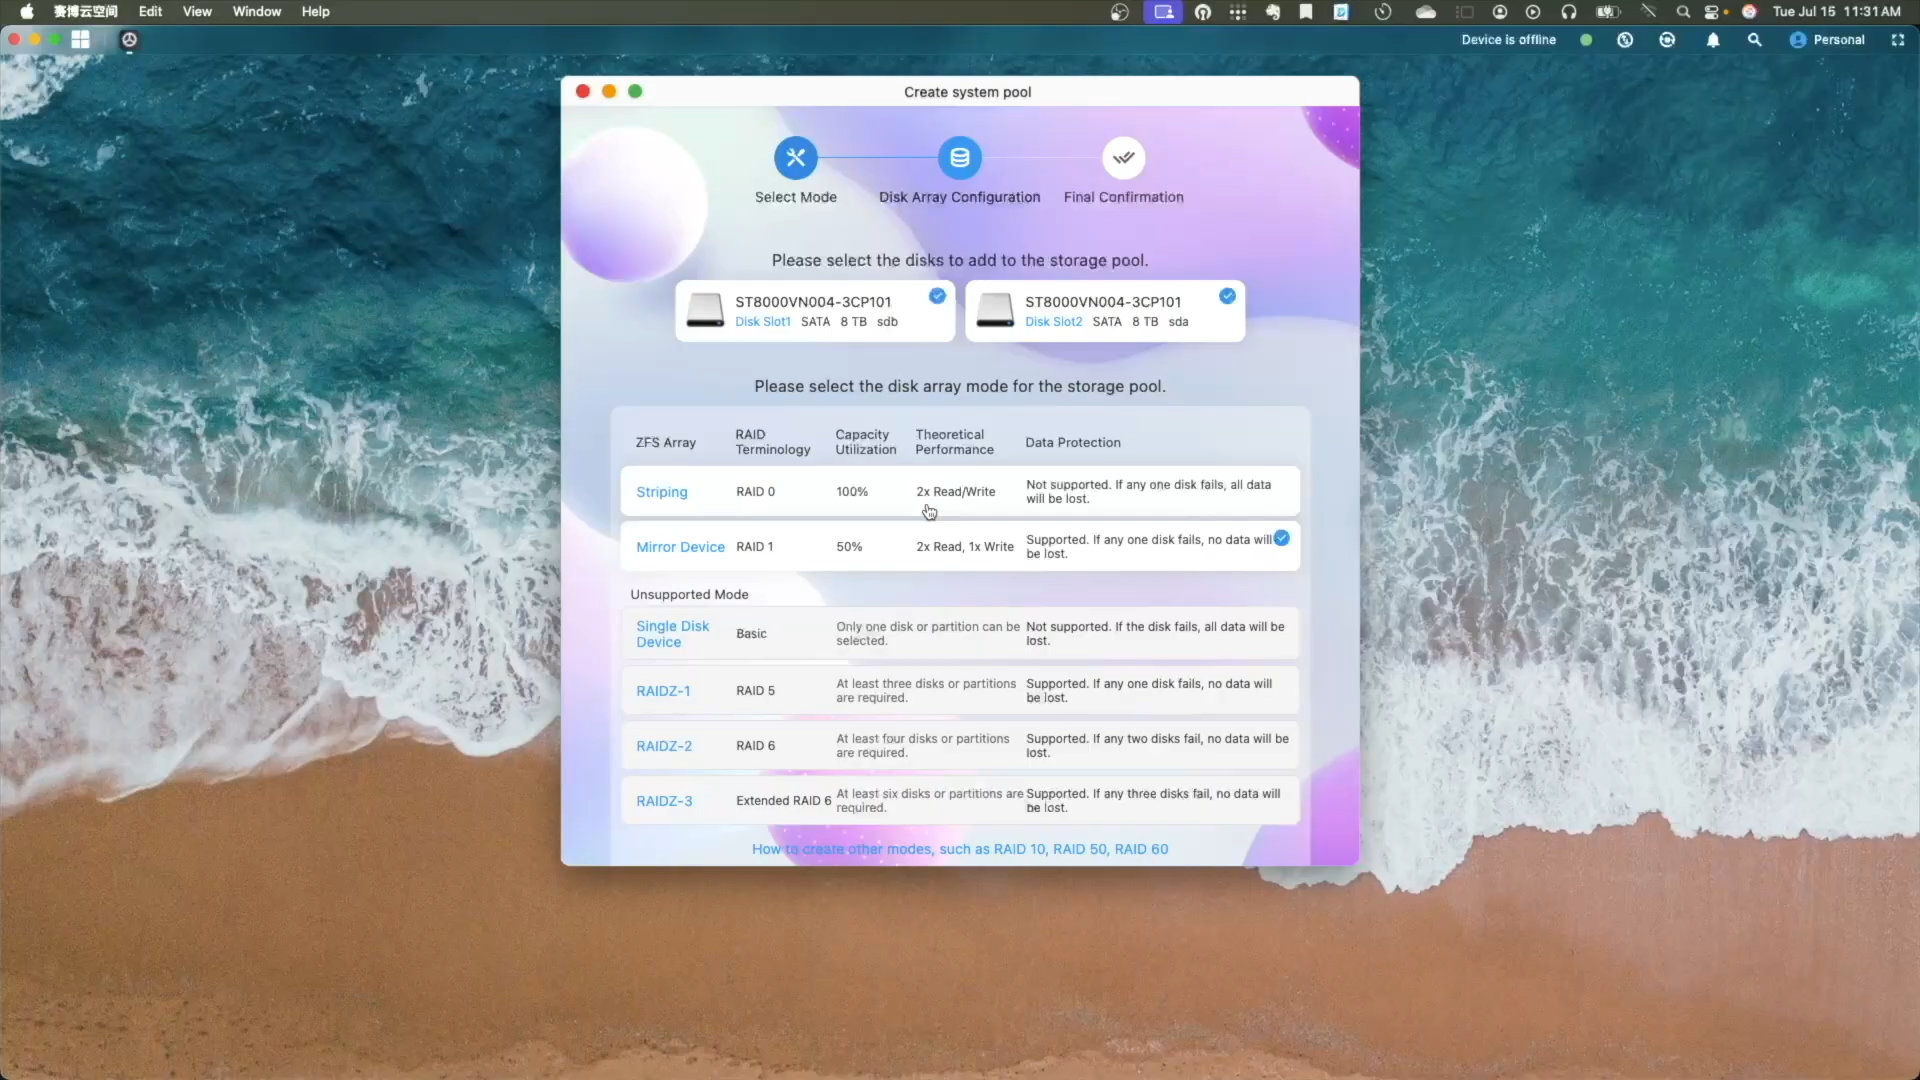 赛博云空间 Edit View Window Help Tue Jul 15 11:31 AM
Device is offline Personal
Create system pool
Select Mode Disk Array Configuration Final Confirmation
Please select the disks to add to the storage pool.
ST8000VN004-3CP101
Disk Slot1 SATA 8 TB sdb
ST8000VN004-3CP101
Disk Slot2 SATA 8 TB sda
Please select the disk array mode for the storage pool.
ZFS Array
RAID
Terminology
Capacity
Utilization
Theoretical
Performance
Data Protection
Striping RAID 0 100% 2x Read/Write
Not supported. If any one disk fails, all data
will be lost.
Mirror Device RAID 1 50% 2x Read, 1x Write
Supported. If any one disk fails, no data will
be lost.
Unsupported Mode
Single Disk
Device
Basic
Only one disk or partition can be
selected.
Not supported. If the disk fails, all data will be
lost.
RAIDZ-1 RAID 5
At least three disks or partitions
are required.
Supported. If any one disk fails, no data will
be lost.
RAIDZ-2 RAID 6
At least four disks or partitions
are required.
Supported. If any two disks fail, no data will be
lost.
RAIDZ-3 Extended RAID 6
At least six disks or partitions are
required.
Supported. If any three disks fail, no data will
be lost.
How to create other modes, such as RAID 10, RAID 50, RAID 60